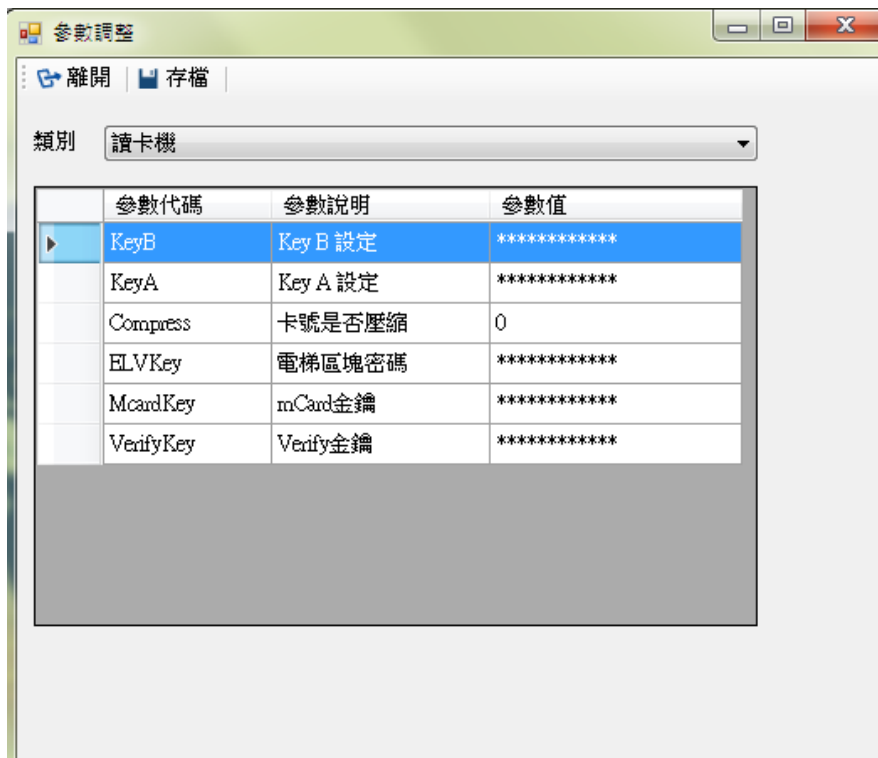 參數調整
離開 存檔
類別 讀卡機
參數代碼 參數說明 參數值
KeyB Key B 設定 ************
KeyA Key A 設定 ************
Compress 卡號是否壓縮 0
ELVKey 電梯區塊密碼 ************
McardKey mCard金鑰 ************
VerifyKey Verify金鑰 ************